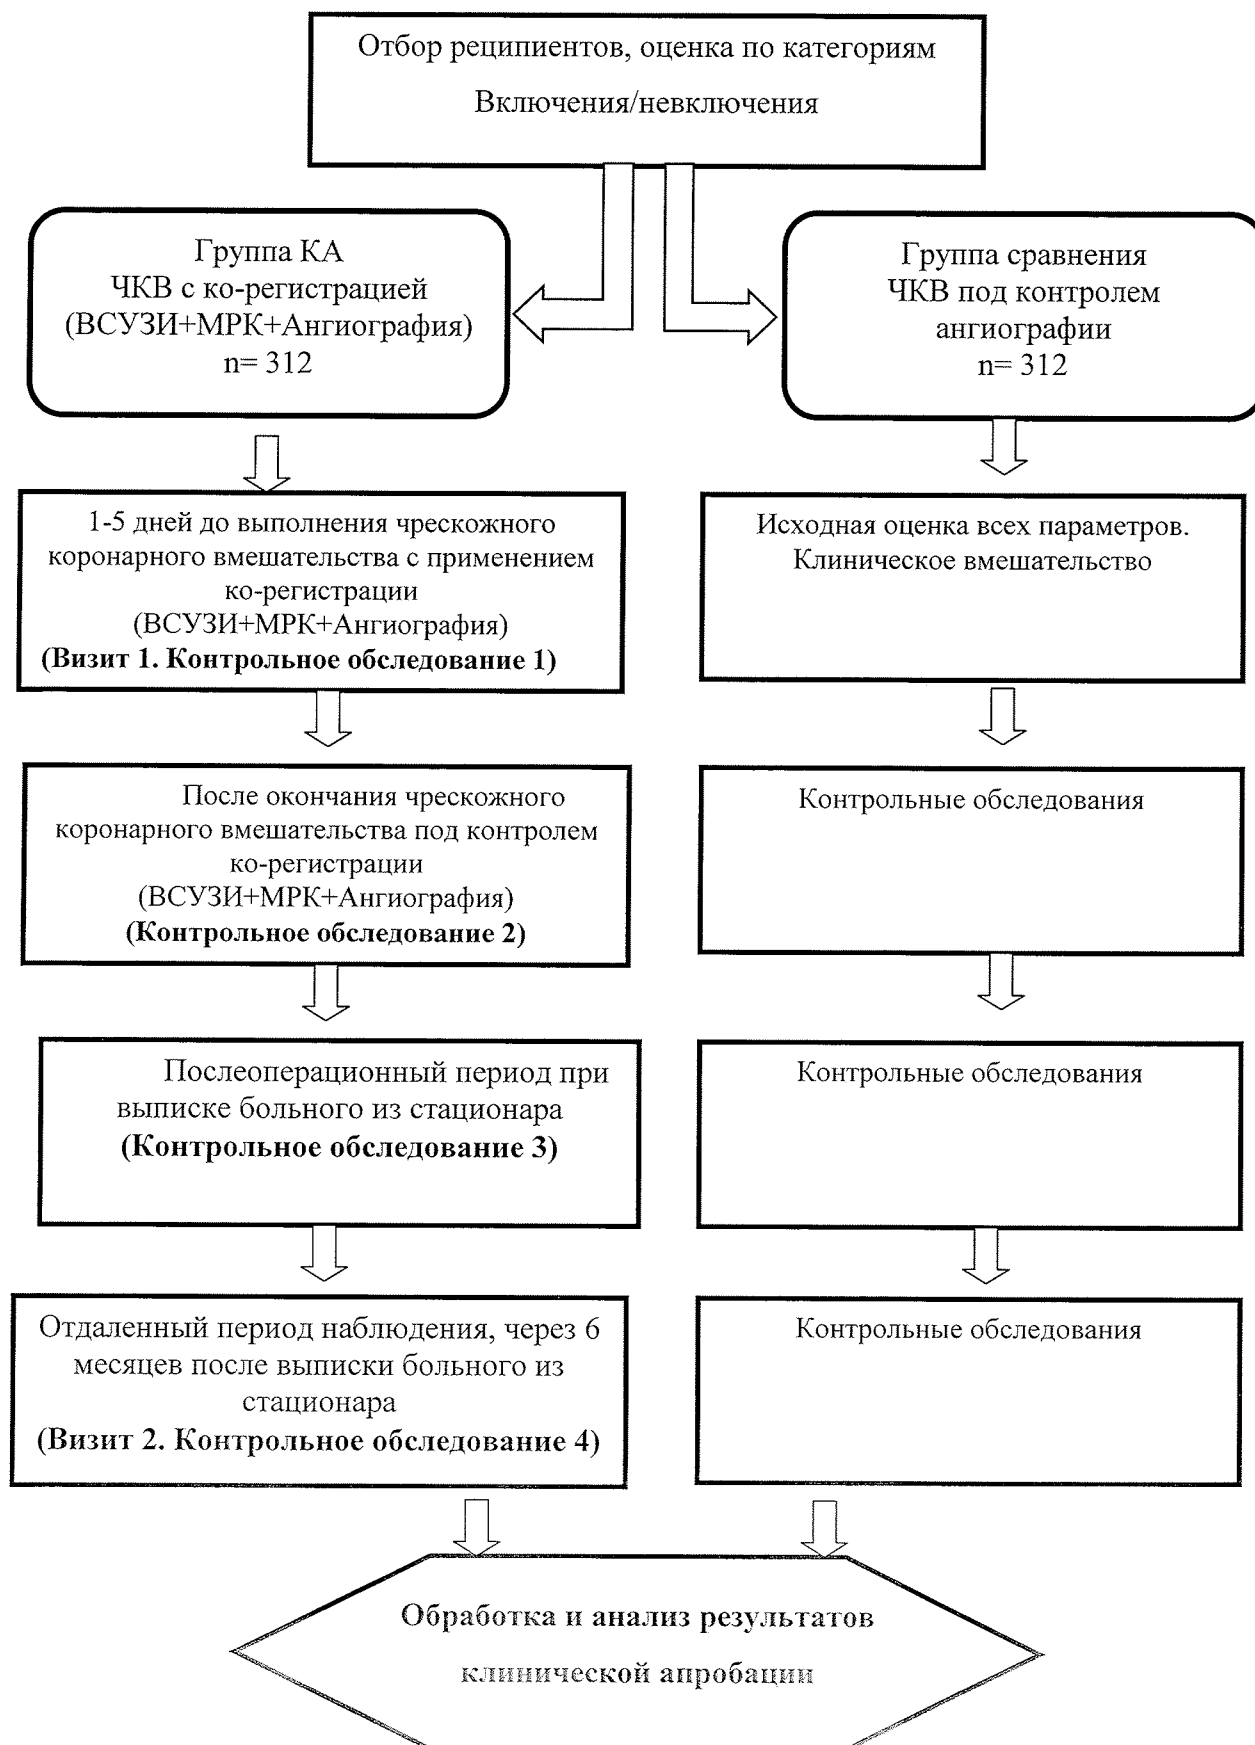 Отбор реципиентов, оценка по категориям
Включения/невключения
Группа КА
ЧКВ с ко-регистрацией
(ВСУЗИ+МРК+Ангиография)
n= 312
Группа сравнения
ЧКВ под контролем
ангиографии
n= 312
1-5 дней до выполнения чрескожного
коронарного вмешательства с применением
ко-регистрации
(ВСУЗИ+МРК+Ангиография)
(Визит 1. Контрольное обследование 1)
Исходная оценка всех параметров.
Клиническое вмешательство
После окончания чрескожного
коронарного вмешательства под контролем
ко-регистрации
(ВСУЗИ+МРК+Ангиография)
(Контрольное обследование 2)
Контрольные обследования
Послеоперационный период при
выписке больного из стационара
(Контрольное обследование 3)
Контрольные обследования
Отдаленный период наблюдения, через 6
месяцев после выписки больного из
стационара
(Визит 2. Контрольное обследование 4)
Контрольные обследования
Обработка и анализ результатов
клинической апробации